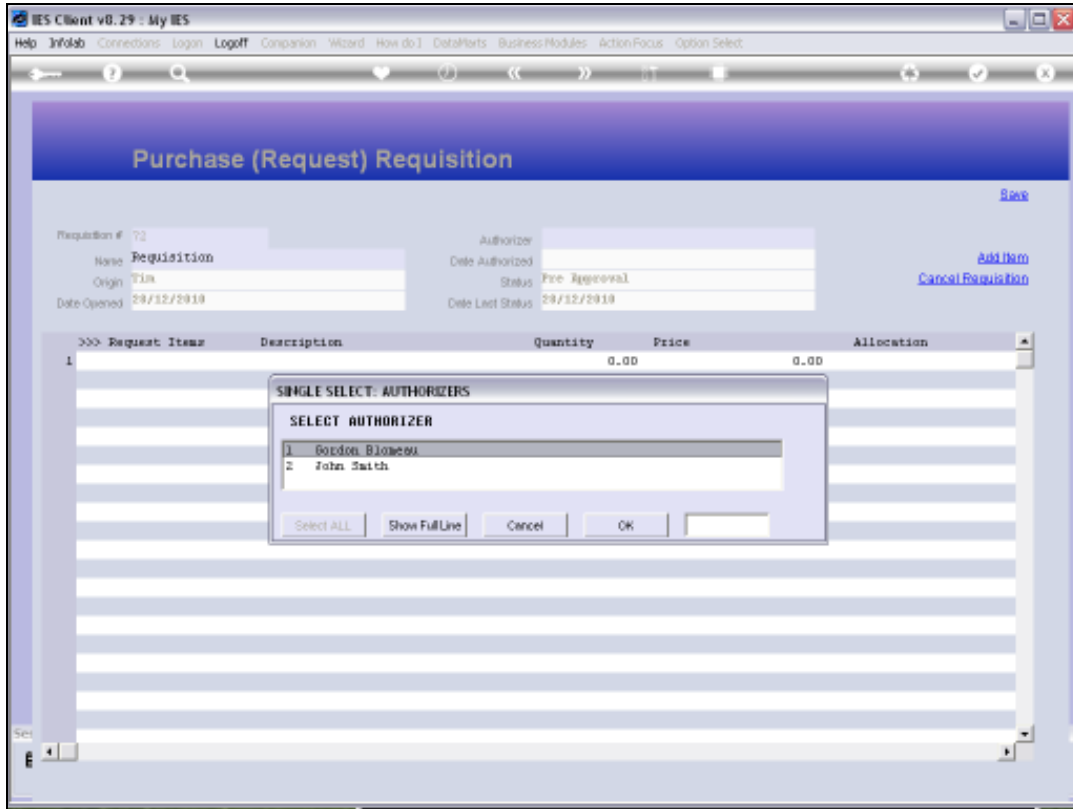 IES Client v8.29 : My IES
Help Infolab Connections Logon Logoff Companion Wizard How do I DataMarts Business Modules Action Focus Option Select
Purchase (Request) Requisition
Save
Requisition # 72
Authorizer
Name Requisition
Date Authorized
Add Item
Origin Tim
Status Pre Approval
Cancel Requisition
Date Opened 20/12/2010
Date Last Status 20/12/2010
>>> Request Items Description Quantity Price Allocation
1 0.00 0.00
SINGLE SELECT: AUTHORIZERS
SELECT AUTHORIZER
1 Gordon
2 John Smith
Select ALL Show Full Line Cancel OK